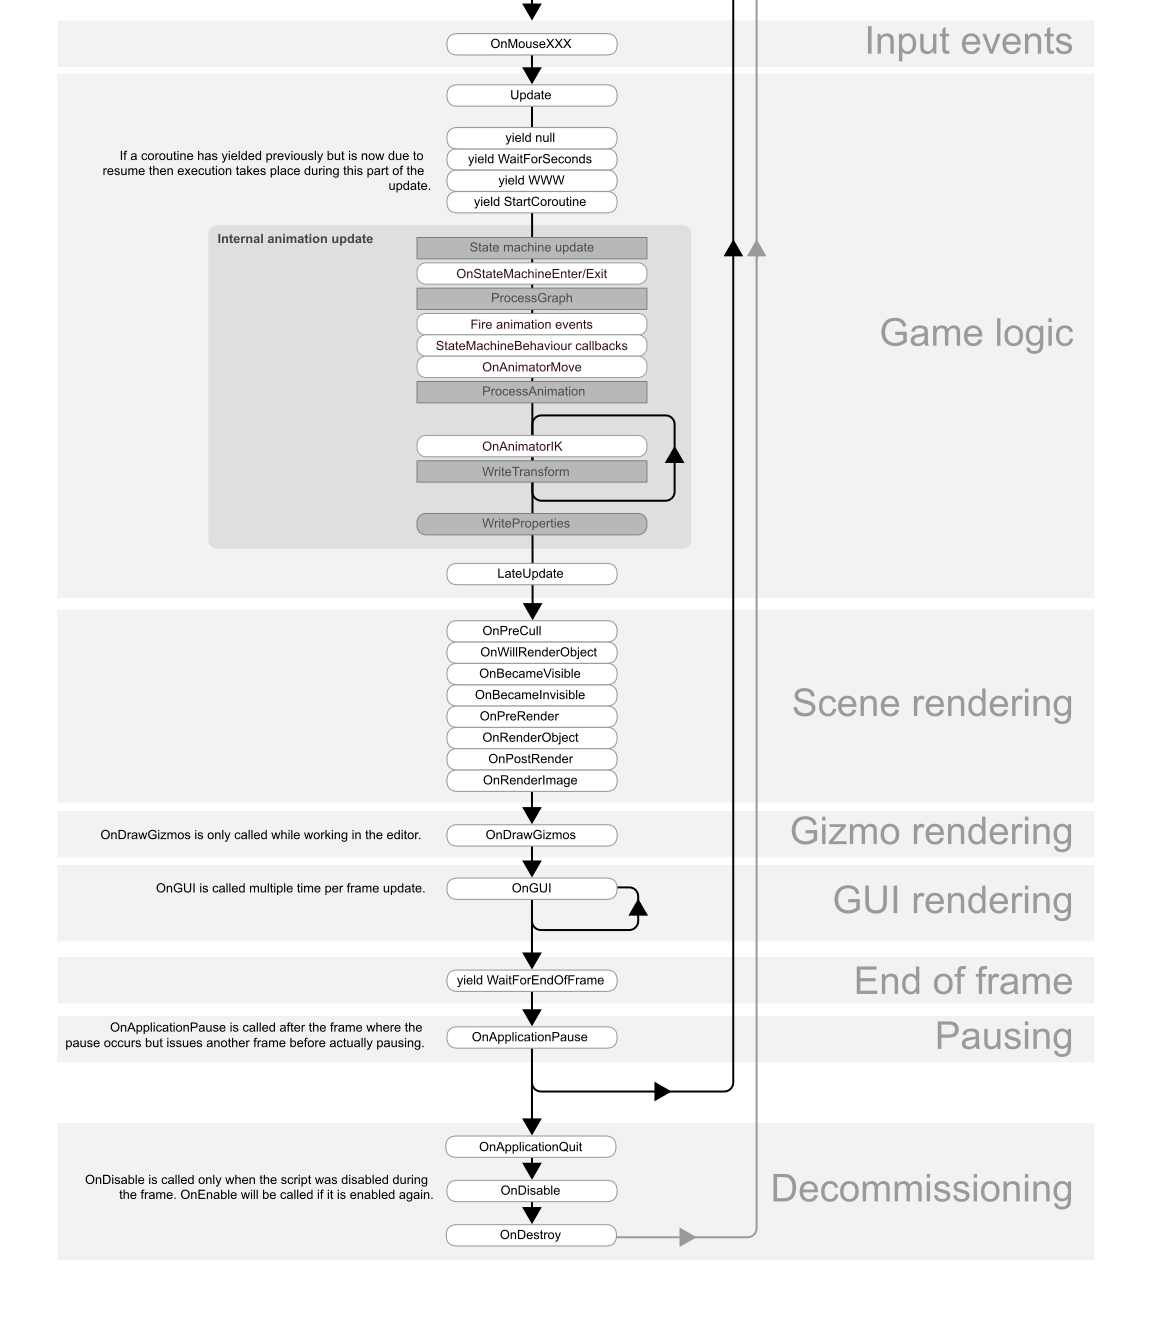 OnMouseXXX
Input events
Update
yield null
If a coroutine has yielded previously but is now due to
resume then execution takes place during this part of the
update.
yield WaitForSeconds
yield WWW
yield StartCoroutine
Internal animation update
State machine update
OnStateMachineEnter/Exit
ProcessGraph
Fire animation events
Game logic
StateMachineBehaviour callbacks
OnAnimatorMove
ProcessAnimation
OnAnimatorIK
WriteTransform
WriteProperties
LateUpdate
OnPreCull
OnWillRenderObject
OnBecameVisible
OnBecameInvisible
Scene rendering
OnPreRender
OnRenderObject
OnPostRender
OnRenderImage
OnDrawGizmos is only called while working in the editor.
OnDrawGizmos
Gizmo rendering
OnGUI is called multiple time per frame update.
OnGUI
GUI rendering
yield WaitForEndOfFrame
End of frame
OnApplicationPause is called after the frame where the
pause occurs but issues another frame before actually pausing.
OnApplicationPause
Pausing
OnApplicationQuit
OnDisable is called only when the script was disabled during
the frame. OnEnable will be called if it is enabled again.
OnDisable
Decommissioning
OnDestroy